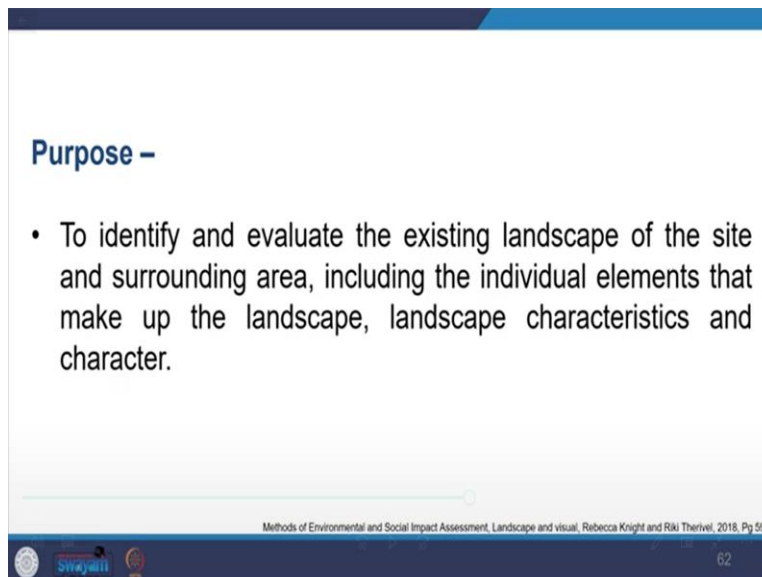 Purpose –
• To identify and evaluate the existing landscape of the site
and surrounding area, including the individual elements that
make up the landscape, landscape characteristics and
character.
Methods of Environmental and Social Impact Assessment, Landscape and visual, Rebecca Knight and Riki Therivel, 2018, Pg
swayam
62